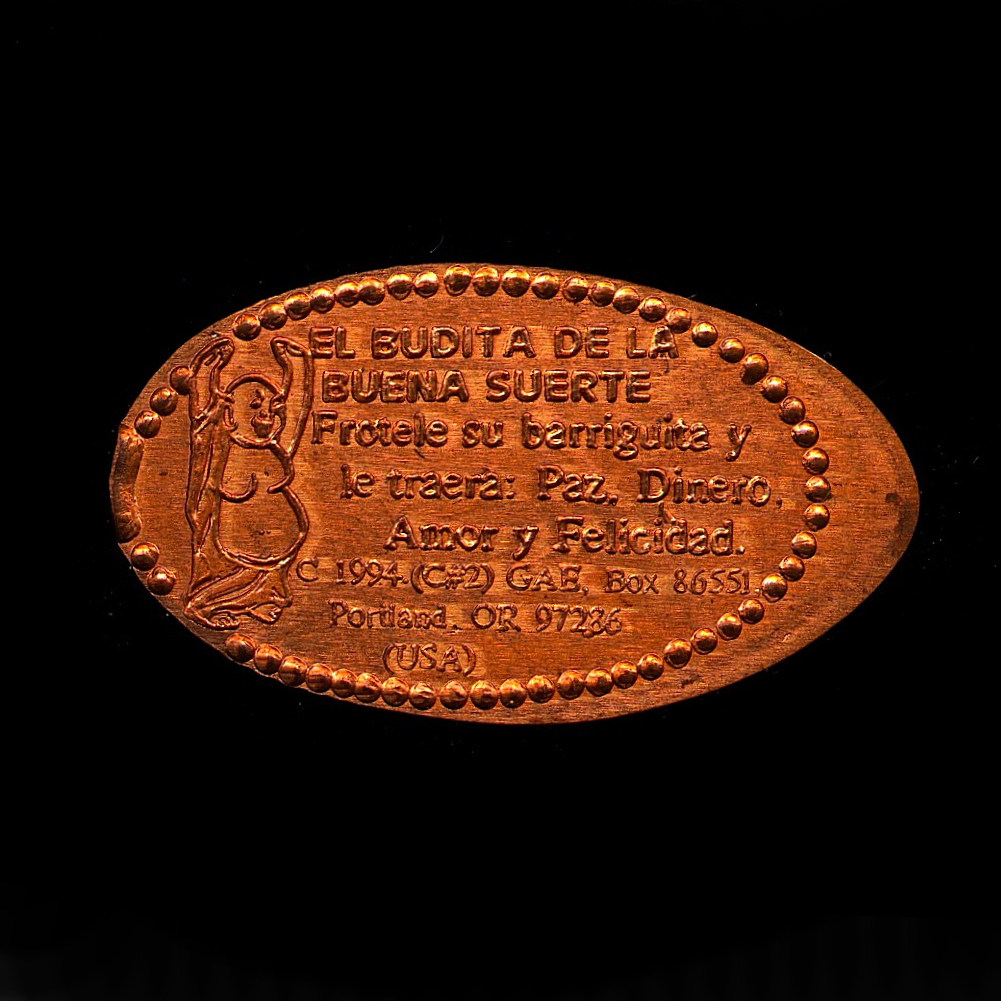 EL BUDITA DE LA
BUENA SUERTE
Frotele su barriguita y
le traera: Paz, Dinero,
Amor y Felicidad.
C 1994.(C#2) GAE, Box 86551,
Portland, OR 97286
(USA)